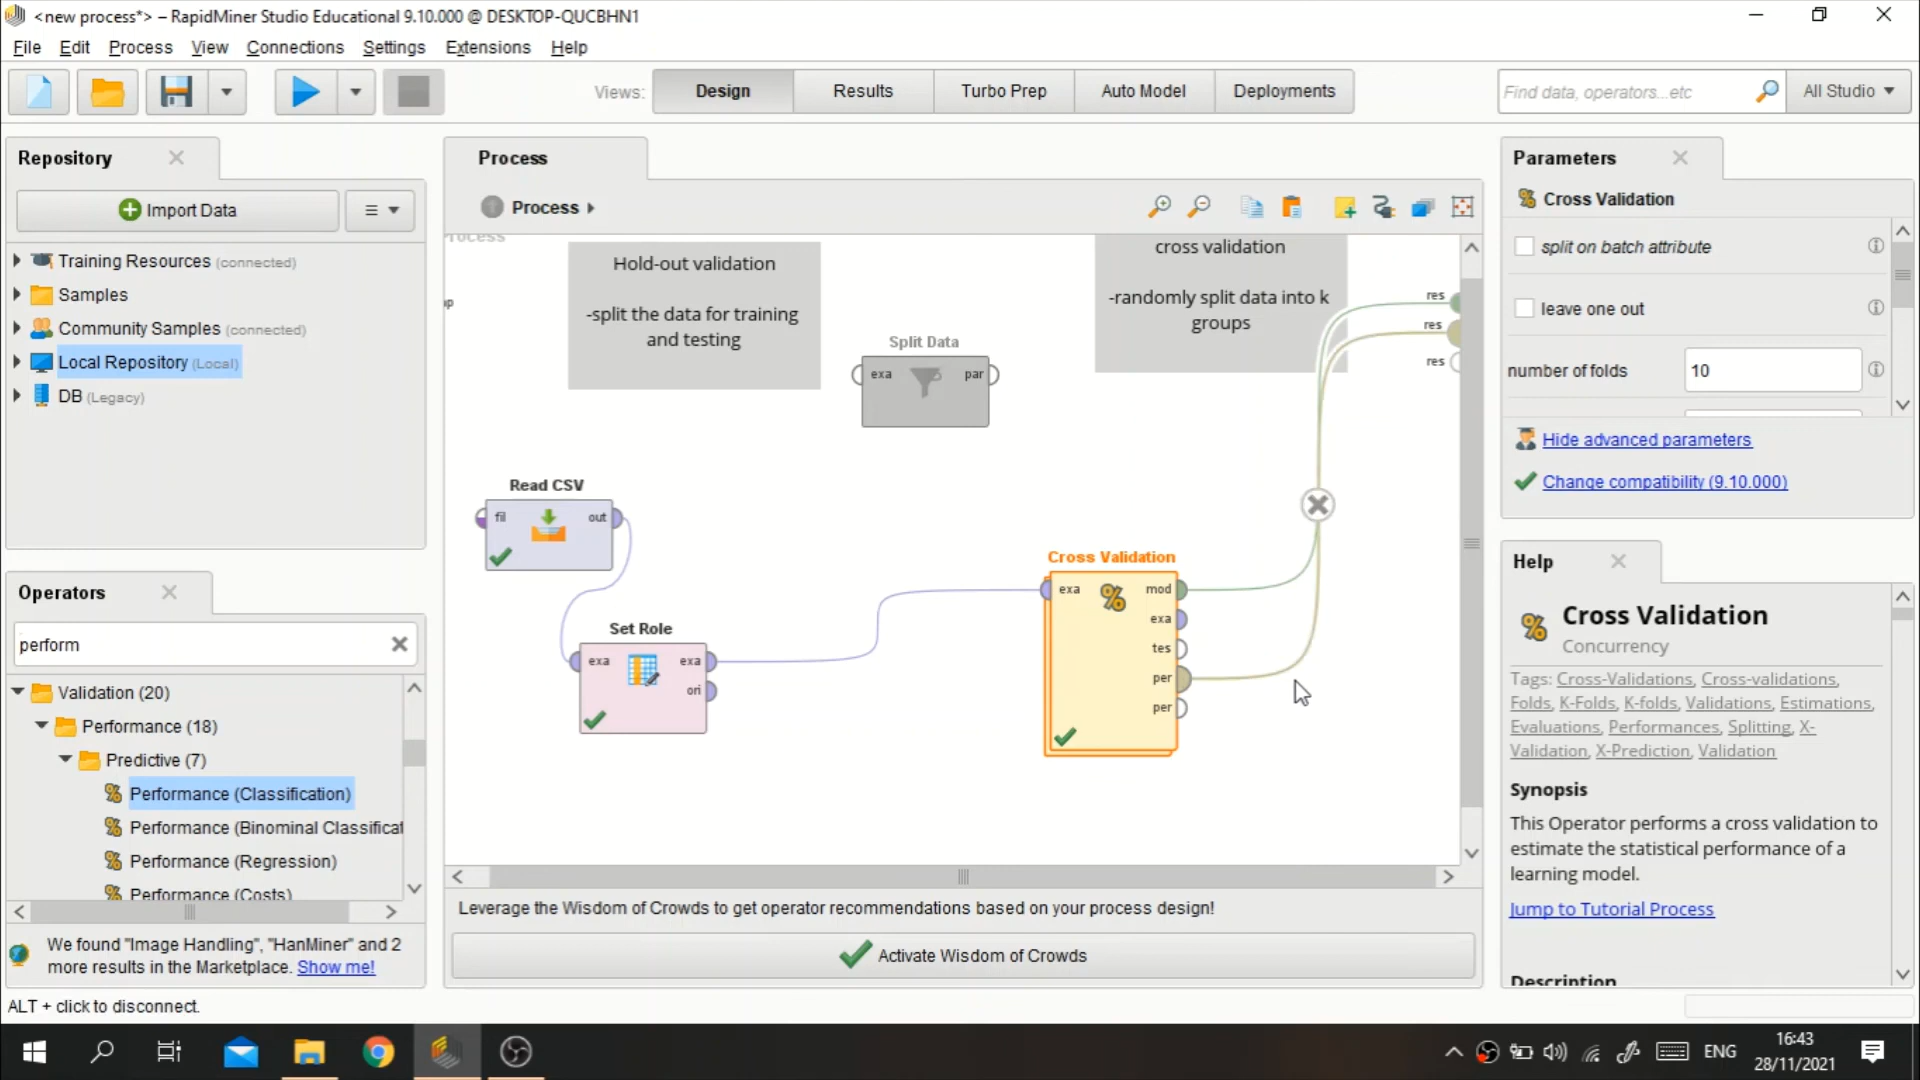 <new process*> – RapidMiner Studio Educational 9.10.000 @ DESKTOP-QUCBHN1
File Edit Process View Connections Settings Extensions Help
Views: Design Results Turbo Prep Auto Model Deployments
Find data, operators...etc
All Studio
Repository
Import Data
Training Resources (connected)
Samples
Community Samples (connected)
Local Repository (Local)
DB (Legacy)
Operators
perform
Validation (20)
Performance (18)
Predictive (7)
Performance (Classification)
Performance (Binominal Classificat
Performance (Regression)
Performance (Costs)
We found "Image Handling", "HanMiner" and 2
more results in the Marketplace. Show me!
ALT + click to disconnect.
Process
Process
Process
Hold-out validation
-split the data for training
and testing
cross validation
-randomly split data into k
groups
res
res
res
Split Data
exa par
Read CSV
fil out
Set Role
exa exa
ori
Cross Validation
exa mod
exa
tes
per
per
Leverage the Wisdom of Crowds to get operator recommendations based on your process design!
Activate Wisdom of Crowds
Parameters
Cross Validation
split on batch attribute
leave one out
number of folds 10
Hide advanced parameters
Change compatibility (9.10.000)
Help
Cross Validation
Concurrency
Tags: Cross-Validations, Cross-validations,
Folds, K-Folds, K-folds, Validations, Estimations,
Evaluations, Performances, Splitting, X-
Validation, X-Prediction, Validation
Synopsis
This Operator performs a cross validation to
estimate the statistical performance of a
learning model.
Jump to Tutorial Process
Description
ENG
16:43
28/11/2021